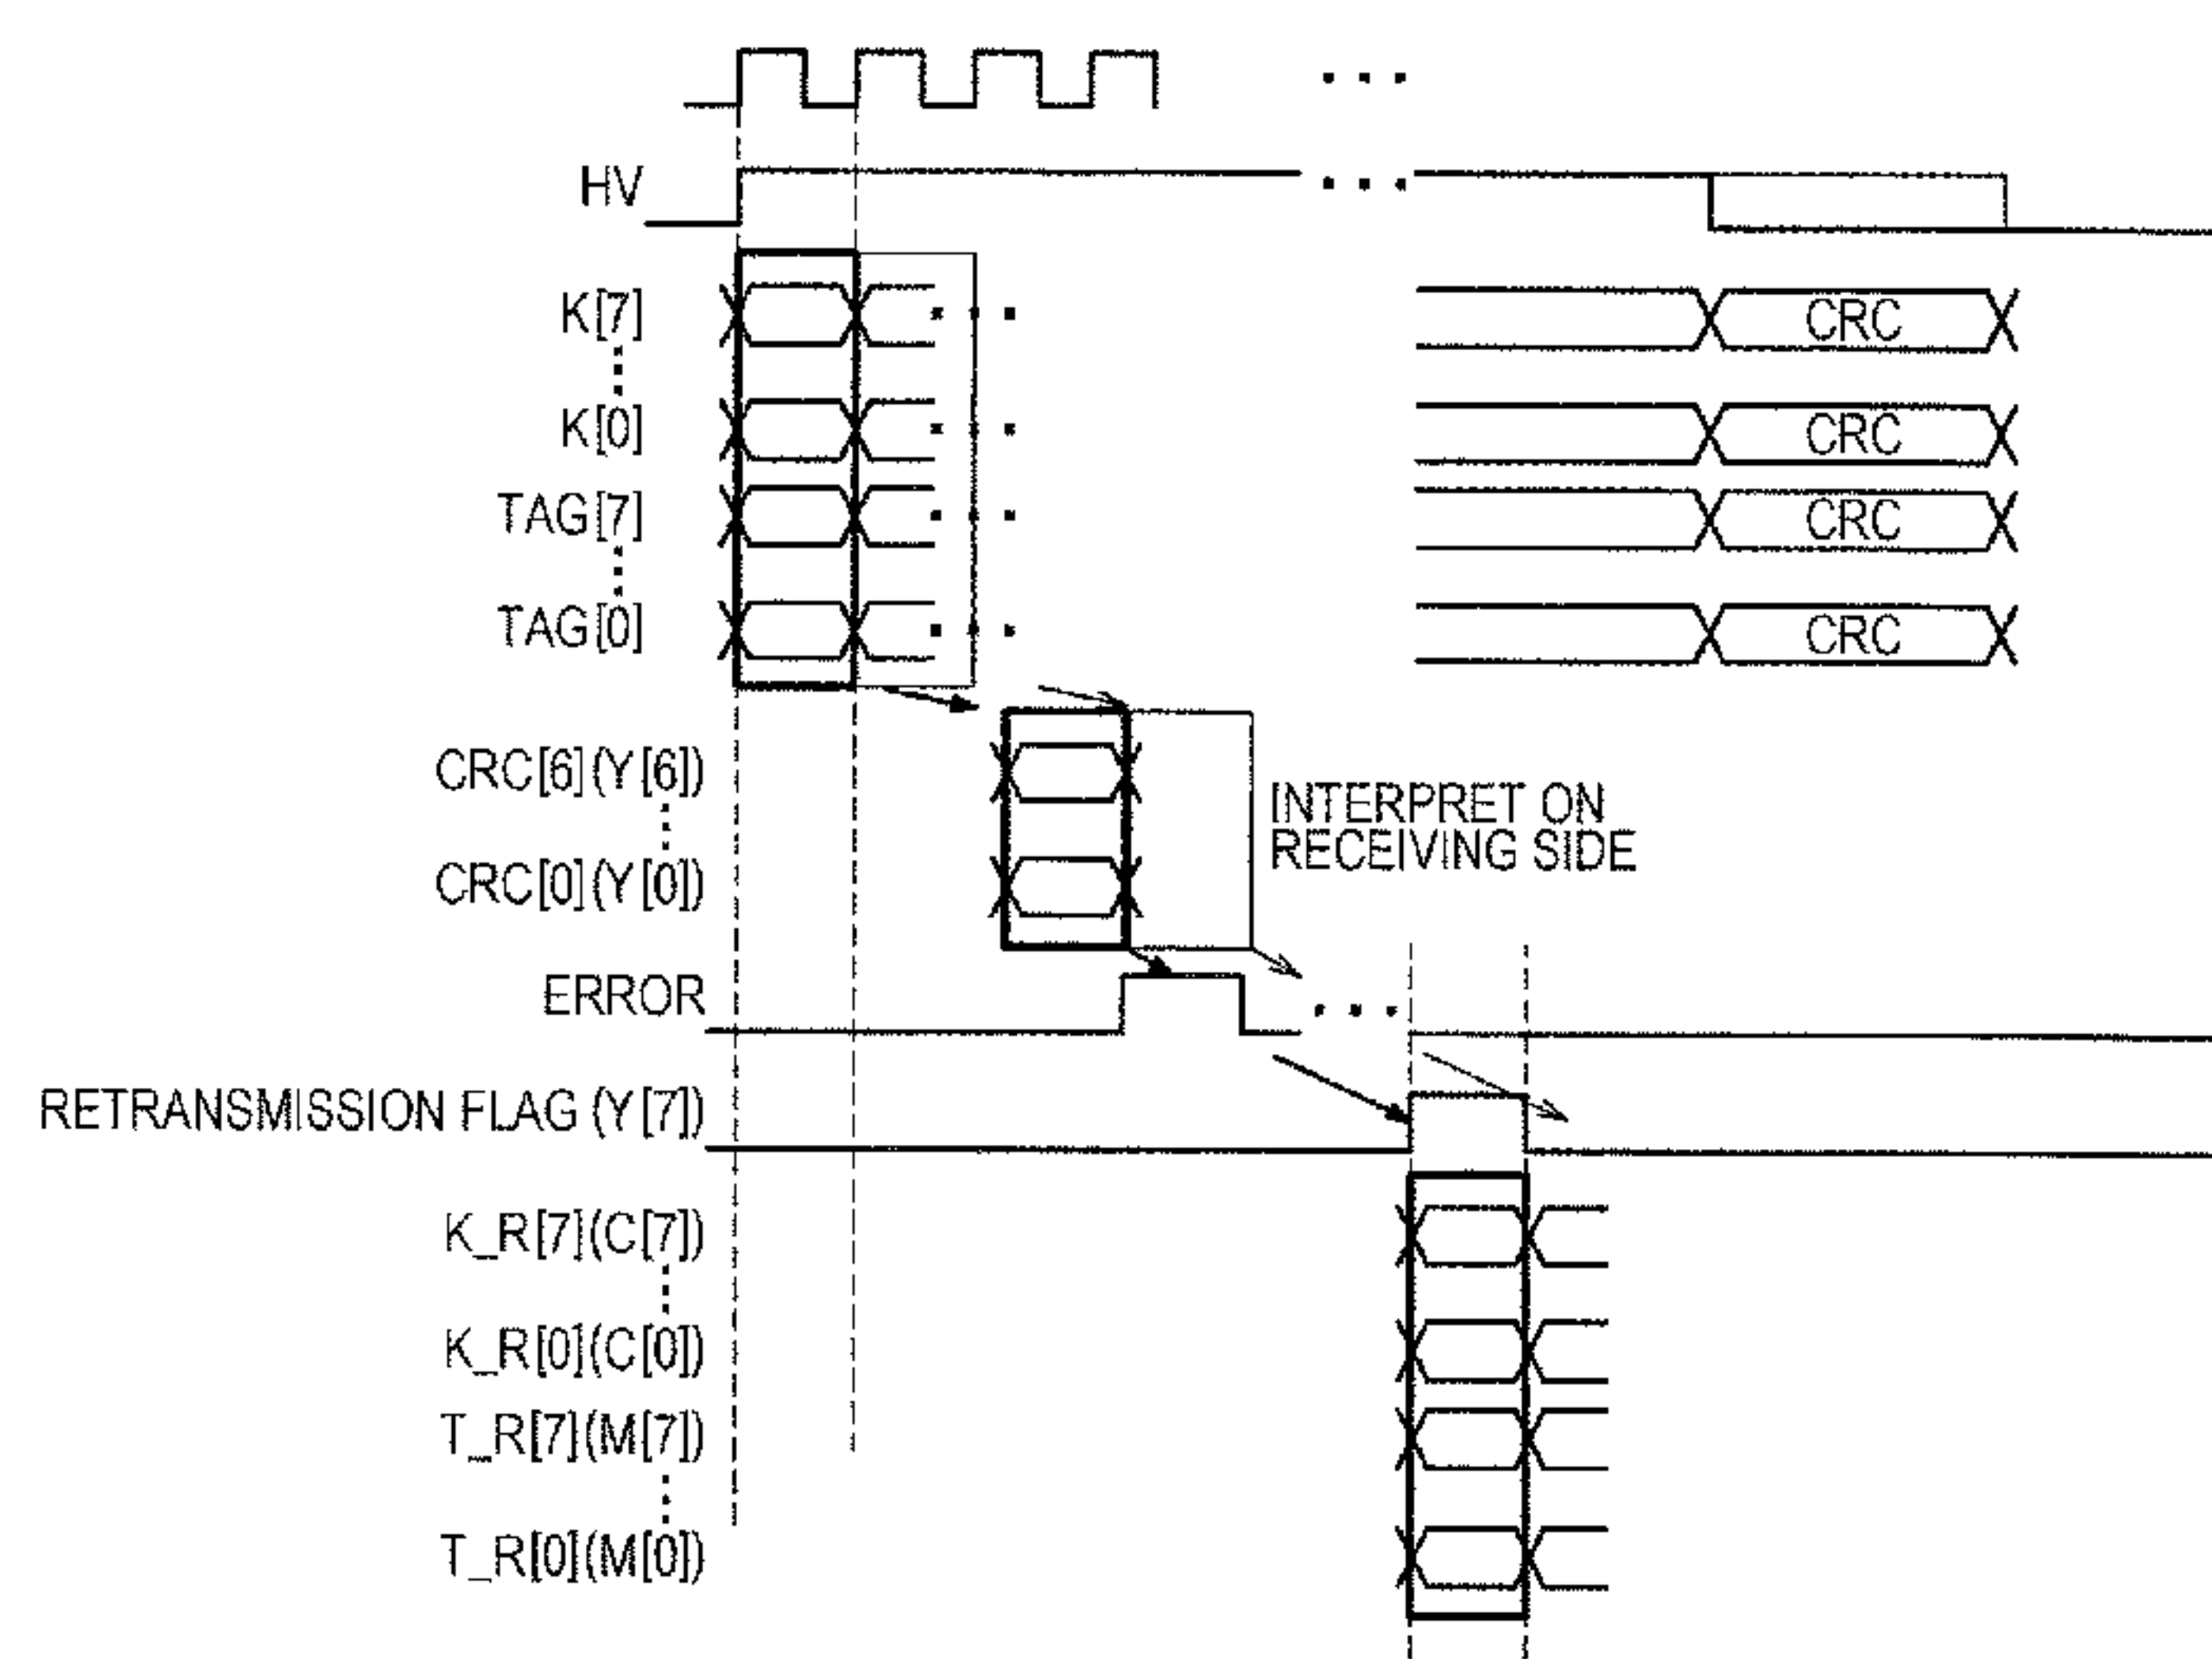 HV
K[7]
CRC
K[0]
CRC
TAG[7]
CRC
TAG[0]
CRC
CRC[6](Y[6])
INTERPRET ON
RECEIVING SIDE
CRC[0](Y[0])
ERROR
RETRANSMISSION FLAG (Y[7])
K_R[7](C[7])
K_R[0](C[0])
T_R[7](M[7])
T_R[0](M[0])